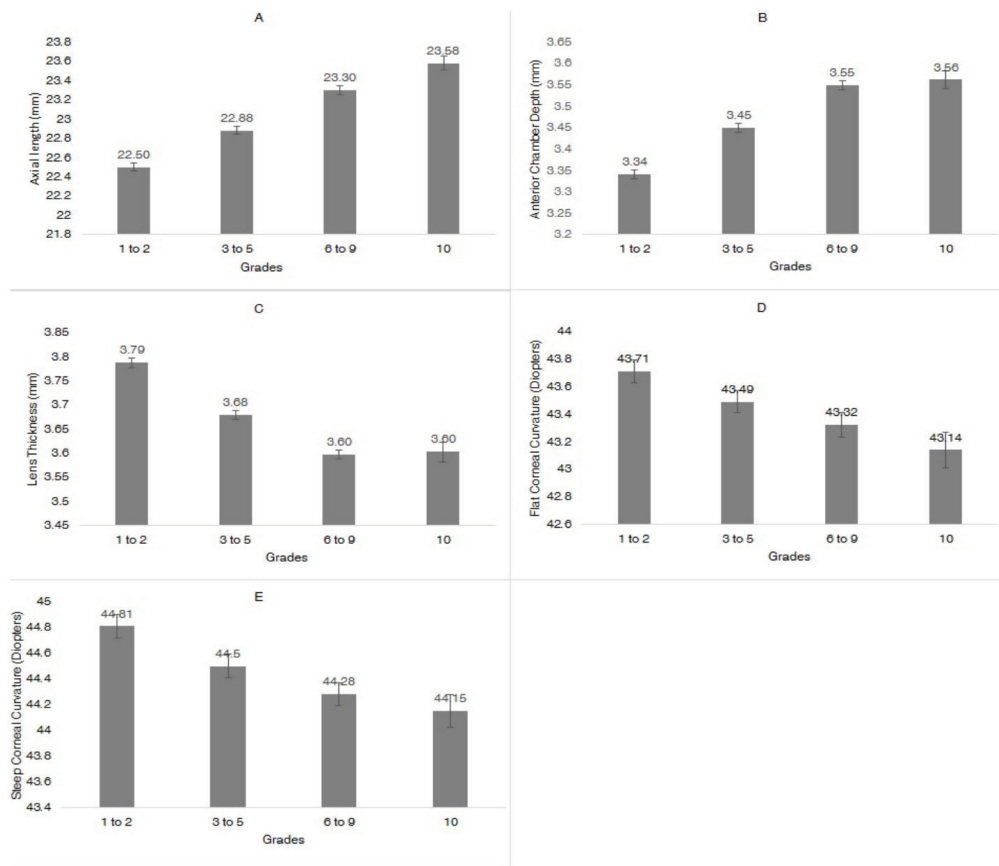 A
Axial length (mm)
23.8
23.6
23.4
23.2
23
22.8
22.6
22.4
22.2
22
21.8
22.50
22.88
23.30
23.58
1 to 2
3 to 5
6 to 9
10
Grades
B
Anterior Chamber Depth (mm)
3.65
3.6
3.55
3.5
3.45
3.4
3.35
3.3
3.25
3.2
3.34
3.45
3.55
3.56
1 to 2
3 to 5
6 to 9
10
Grades
C
Lens Thickness (mm)
3.85
3.8
3.75
3.7
3.65
3.6
3.55
3.5
3.45
3.79
3.68
3.60
3.60
1 to 2
3 to 5
6 to 9
10
Grades
D
Flat Corneal Curvature (Diopters)
44
43.8
43.6
43.4
43.2
43
42.8
42.6
43.71
43.49
43.32
43.14
1 to 2
3 to 5
6 to 9
10
Grades
E
Steep Corneal Curvature (Diopters)
45
44.8
44.6
44.4
44.2
44
43.8
43.6
43.4
44.81
44.5
44.28
44.15
1 to 2
3 to 5
6 to 9
10
Grades